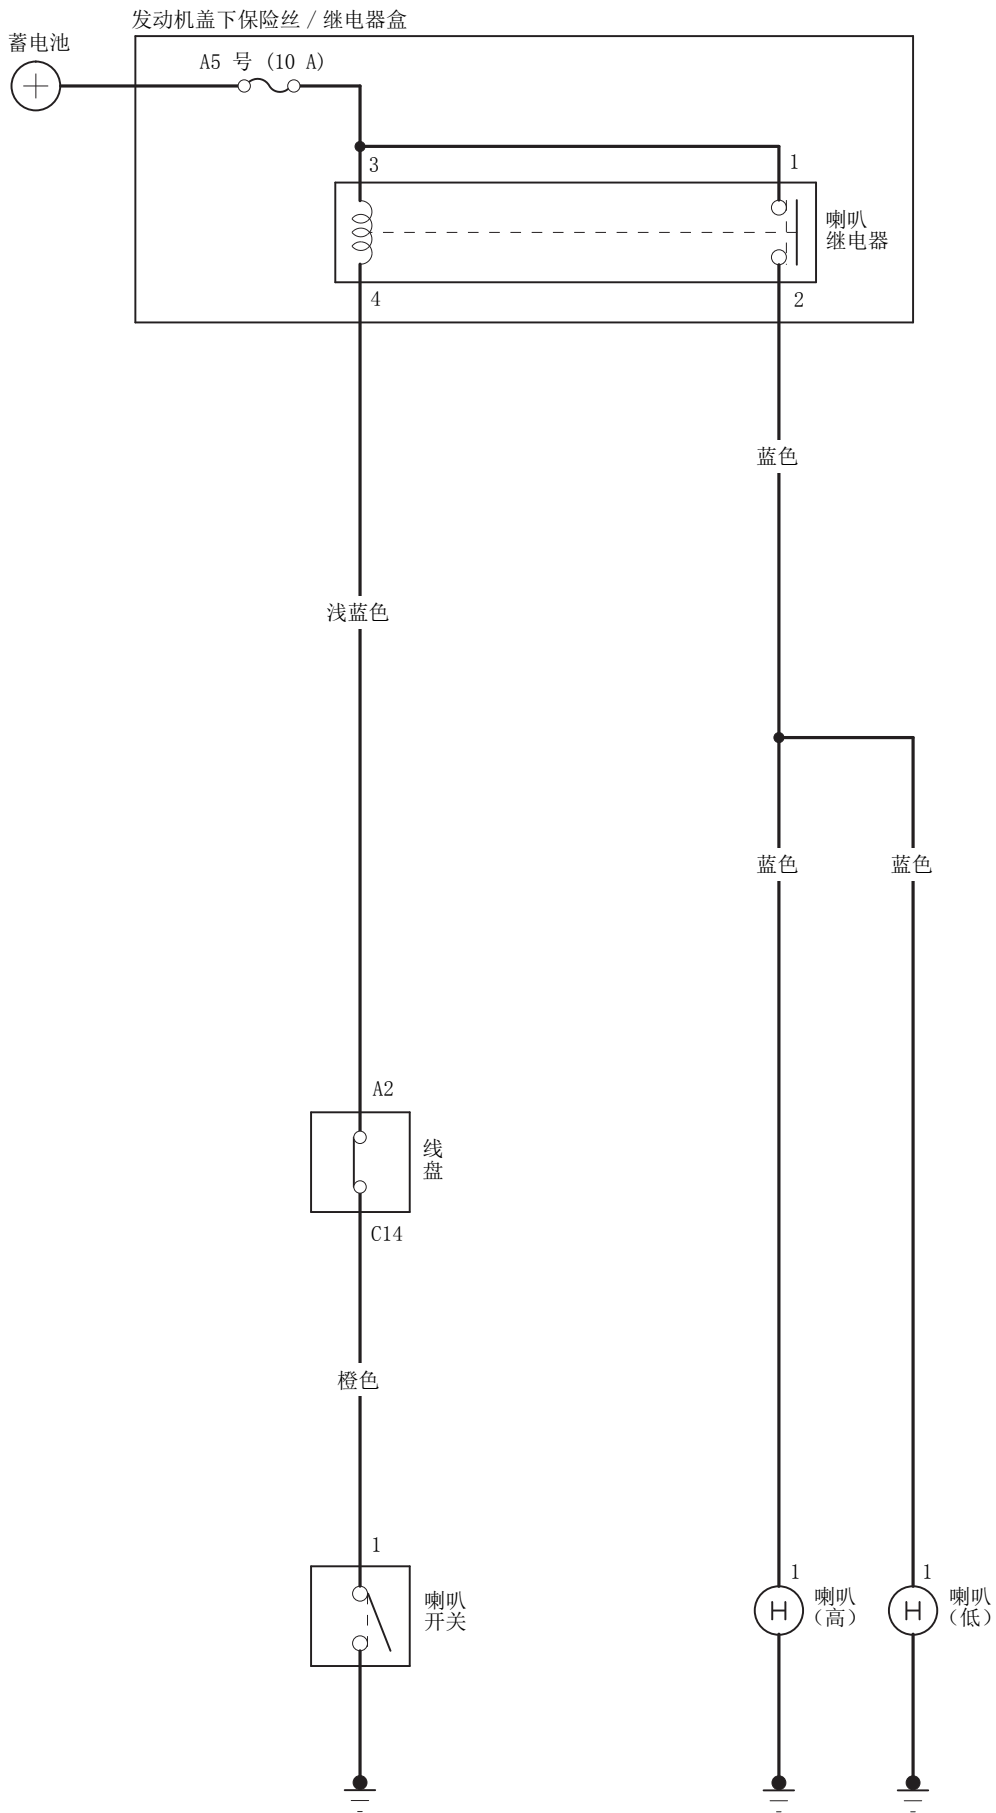 发动机盖下保险丝 / 继电器盒
蓄电池
A5 号 (10 A)
3
1
喇叭
继电器
4
2
蓝色
浅蓝色
蓝色
蓝色
A2
线
盘
C14
橙色
1
喇叭
开关
1
H
喇叭
（高）
1
H
喇叭
（低）